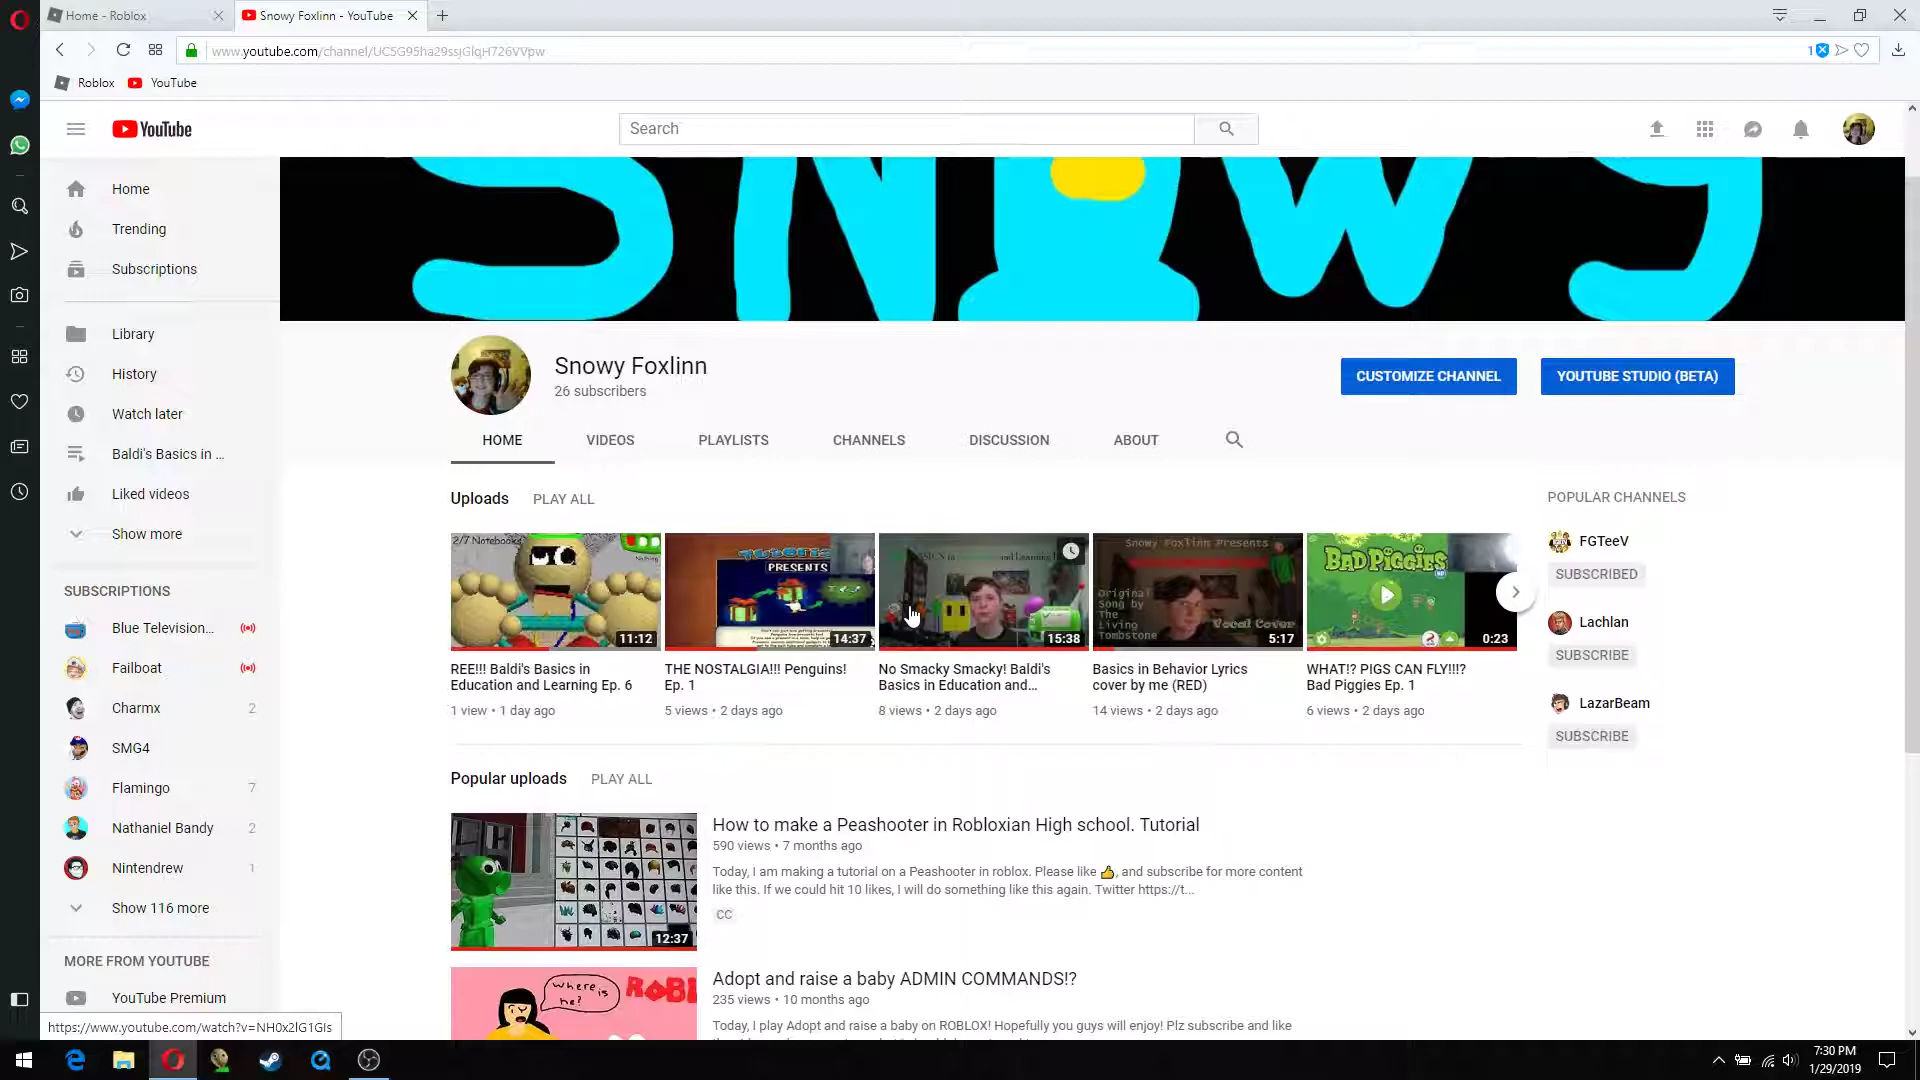 Home - Roblox
Snowy Foxlinn - YouTube
www.youtube.com/channel/UC5G95ha29ssjGlqH726VVpw
1
Roblox
YouTube
YouTube
Search
SNOWY
Home
Trending
Subscriptions
Library
History
Watch later
Baldi's Basics in ...
Liked videos
Show more
SUBSCRIPTIONS
Blue Television...
Failboat
Charmx 2
SMG4
Flamingo 7
Nathaniel Bandy 2
Nintendrew 1
Show 116 more
MORE FROM YOUTUBE
YouTube Premium
https://www.youtube.com/watch?v=NH0x2lG1GIs
Snowy Foxlinn
26 subscribers
CUSTOMIZE CHANNEL
YOUTUBE STUDIO (BETA)
HOME
VIDEOS
PLAYLISTS
CHANNELS
DISCUSSION
ABOUT
Uploads
PLAY ALL
2/7 Notebooks
11:12
REE!!! Baldi's Basics in
Education and Learning Ep. 6
1 view • 1 day ago
PRESENTS
14:37
THE NOSTALGIA!!! Penguins!
Ep. 1
5 views • 2 days ago
15:38
No Smacky Smacky! Baldi's
Basics in Education and...
8 views • 2 days ago
Snowy Foxlinn Presents
Original
Song by
The
Living
Tombstone
Vocal Cover
5:17
Basics in Behavior Lyrics
cover by me (RED)
14 views • 2 days ago
BAD PIGGIES
HD
0:23
WHAT!? PIGS CAN FLY!!!?
Bad Piggies Ep. 1
6 views • 2 days ago
POPULAR CHANNELS
FGTeeV
SUBSCRIBED
Lachlan
SUBSCRIBE
LazarBeam
SUBSCRIBE
Popular uploads
PLAY ALL
12:37
How to make a Peashooter in Robloxian High school. Tutorial
590 views • 7 months ago
Today, I am making a tutorial on a Peashooter in roblox. Please like 👍, and subscribe for more content
like this. If we could hit 10 likes, I will do something like this again. Twitter https://t...
CC
where is
he?
ROBL
Adopt and raise a baby ADMIN COMMANDS!?
235 views • 10 months ago
Today, I play Adopt and raise a baby on ROBLOX! Hopefully you guys will enjoy! Plz subscribe and like
7:30 PM
1/29/2019